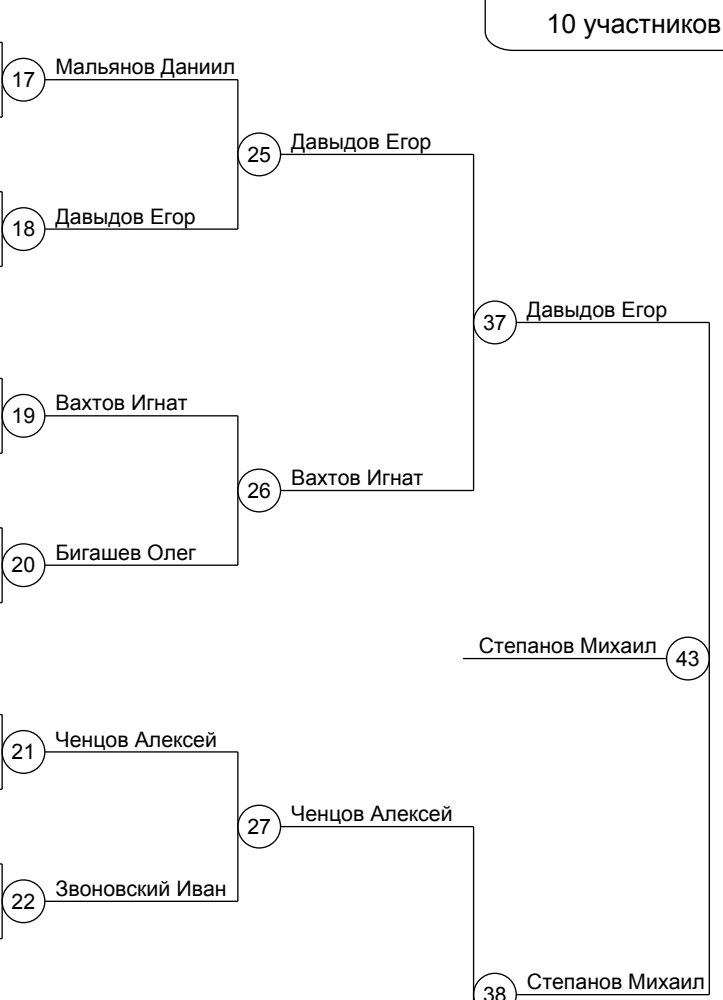 10 участников
Мальянов Даниил
17
Давыдов Егор
25
Давыдов Егор
18
Давыдов Егор
37
Вахтов Игнат
19
Вахтов Игнат
26
Бигашев Олег
20
Степанов Михаил
43
Ченцов Алексей
21
Ченцов Алексей
27
Звоновский Иван
22
Степанов Михаил
38